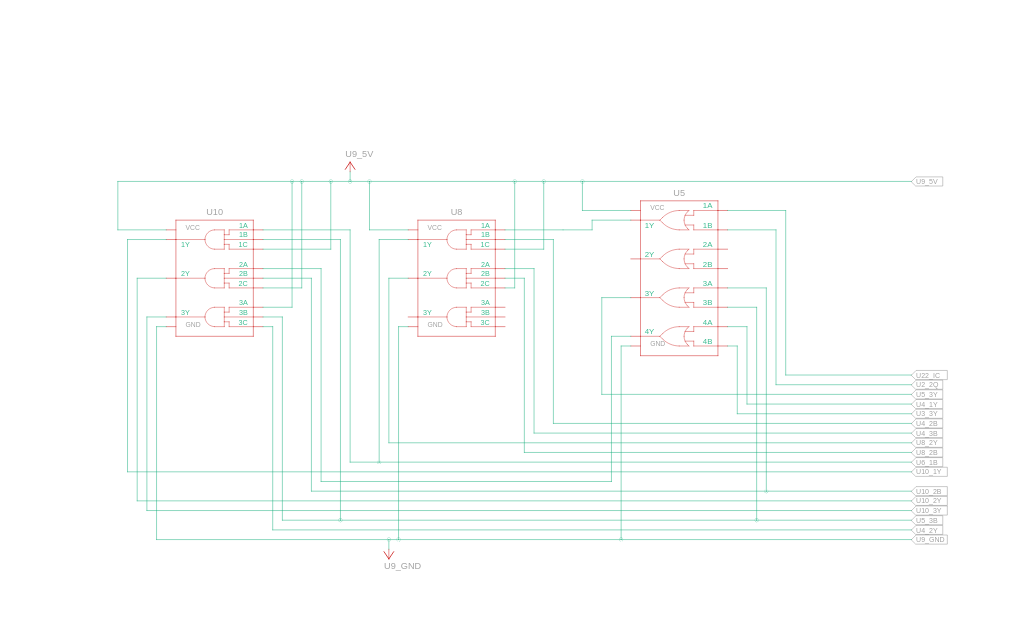 U9_5V
U9_5V
U10
VCC
1A
1B
1C
1Y
2A
2B
2C
2Y
3A
3B
3C
3Y
GND
U8
VCC
1A
1B
1C
1Y
2A
2B
2C
2Y
3A
3B
3C
3Y
GND
U5
VCC
1A
1B
1Y
2A
2B
2Y
3A
3B
3Y
4A
4B
4Y
GND
U22_IC
U2_2Q
U5_3Y
U4_1Y
U3_3Y
U4_2B
U4_3B
U8_2Y
U8_2B
U6_1B
U10_1Y
U10_2B
U10_2Y
U10_3Y
U5_3B
U4_2Y
U9_GND
U9_GND